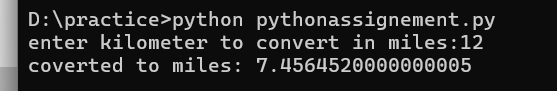 D:\practice>python pythonassignement.py
enter kilometer to convert in miles:12
coverted to miles: 7.4564520000000005